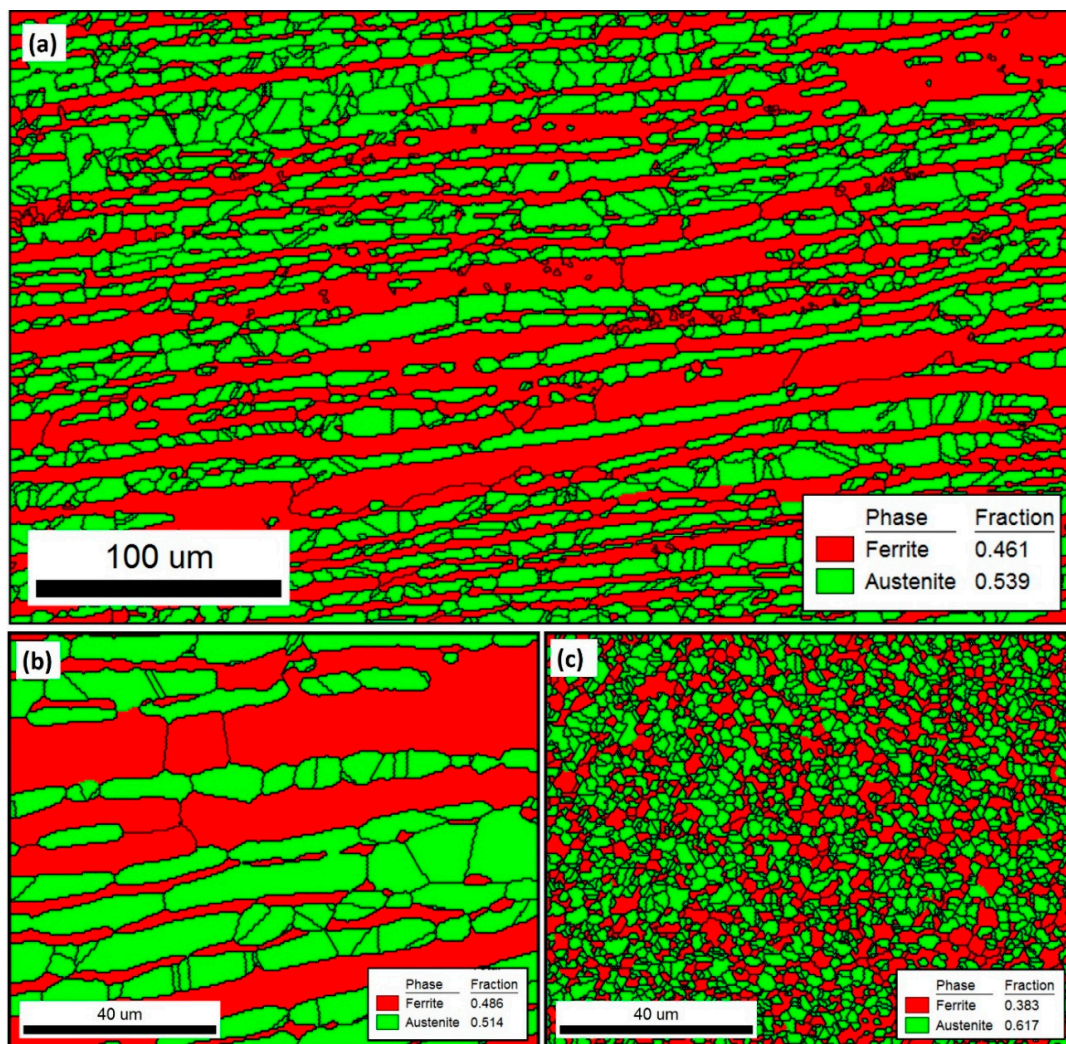 (a)
100 um
Phase Fraction
Ferrite 0.461
Austenite 0.539
(b)
40 um
Phase Fraction
Ferrite 0.486
Austenite 0.514
(c)
40 um
Phase Fraction
Ferrite 0.383
Austenite 0.617